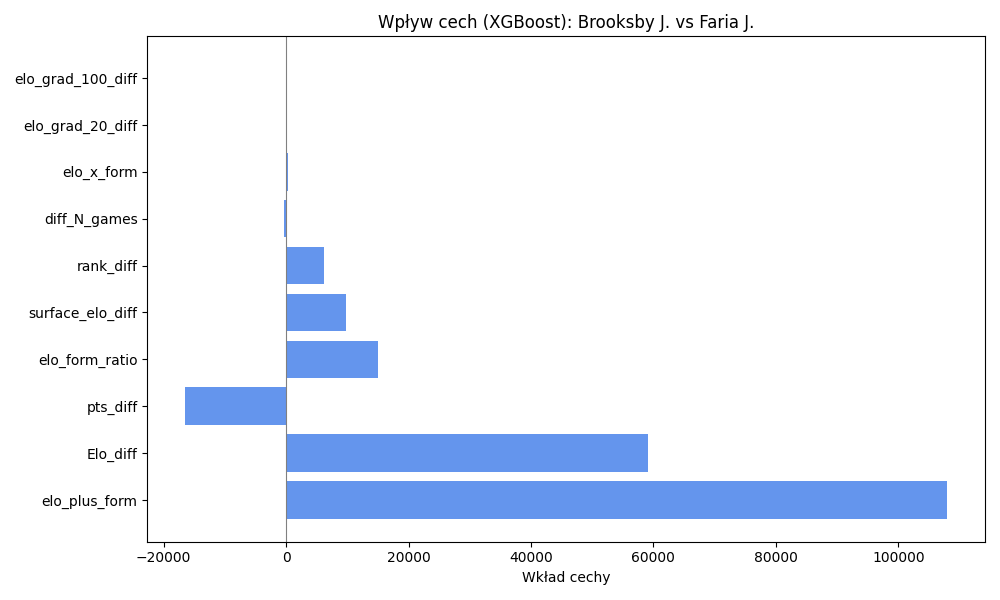 Wpływ cech (XGBoost): Brooksby J. vs Faria J.
elo_grad_100_diff
elo_grad_20_diff
elo_x_form
diff_N_games
rank_diff
surface_elo_diff
elo_form_ratio
pts_diff
Elo_diff
elo_plus_form
−20000 0 20000 40000 60000 80000 100000
Wkład cechy